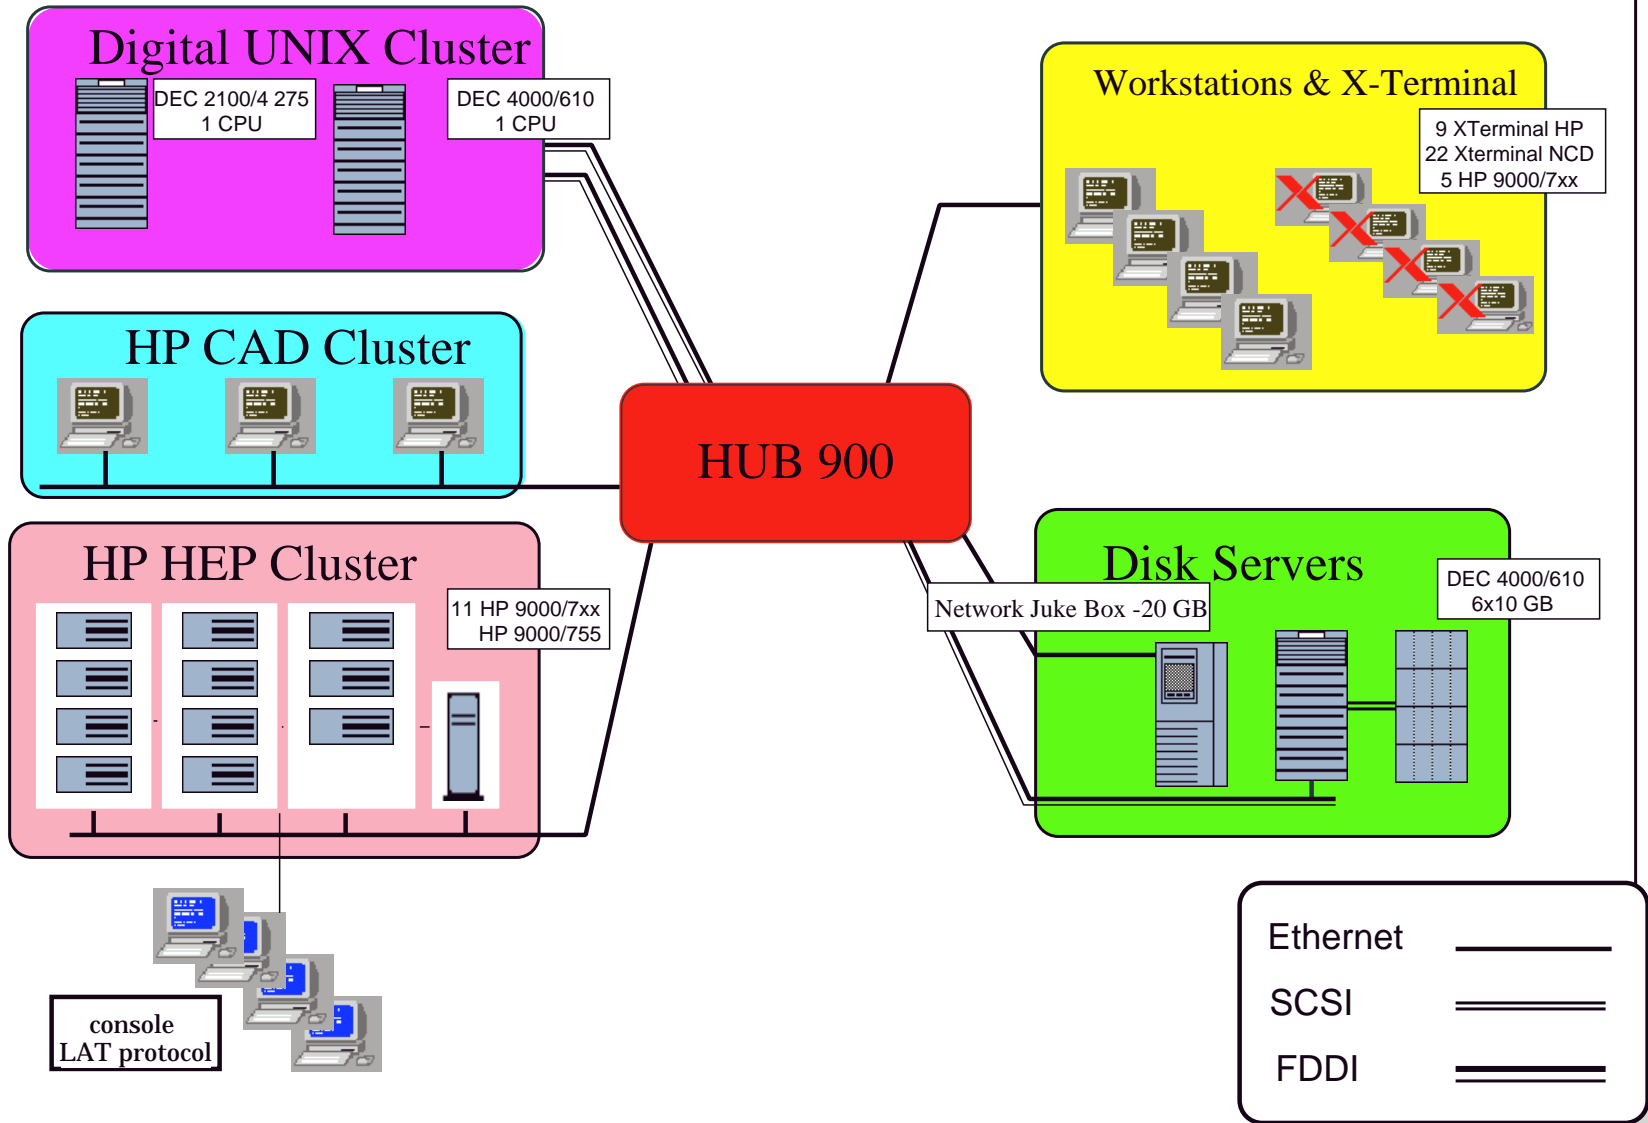 Digital UNIX Cluster
DEC 2100/4 275
1 CPU
DEC 4000/610
1 CPU
Workstations & X-Terminal
9 XTerminal HP
22 Xterminal NCD
5 HP 9000/7xx
HP CAD Cluster
HUB 900
HP HEP Cluster
11 HP 9000/7xx
HP 9000/755
Disk Servers
DEC 4000/610
6x10 GB
Network Juke Box -20 GB
console
LAT protocol
Ethernet
SCSI
FDDI